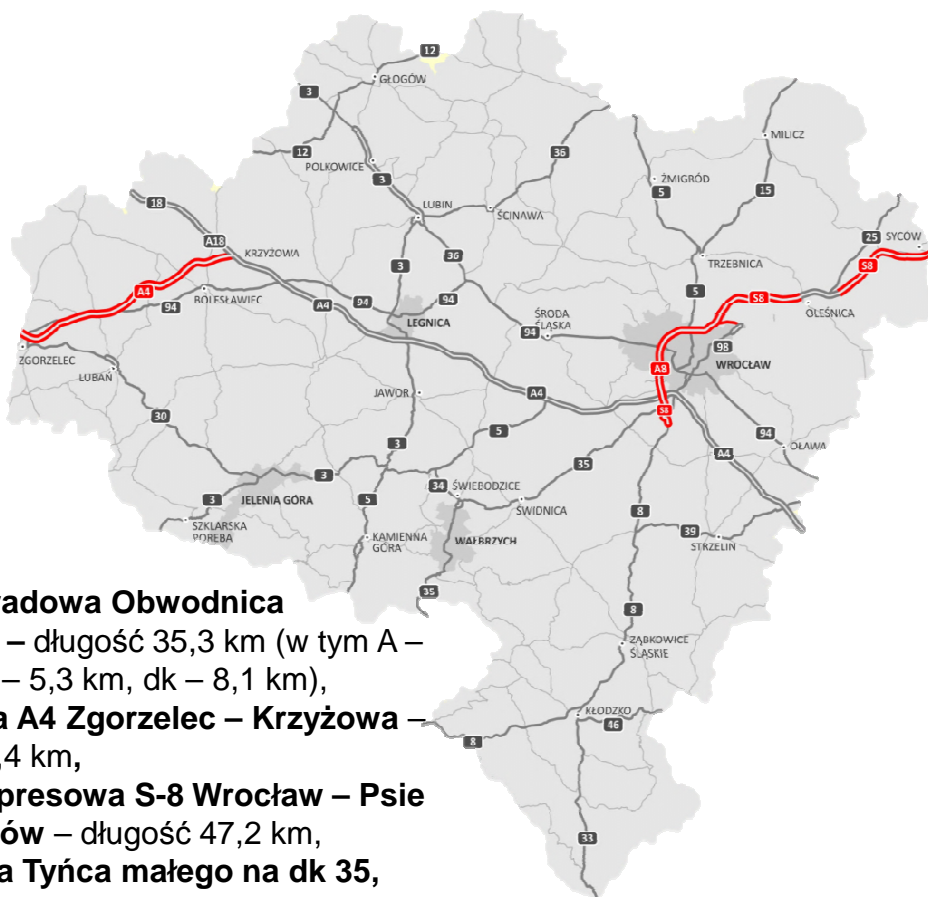 12
GŁOGÓW
3
MILICZ
12
POLKOWICE
36
3
ŻMIGRÓD
5
15
18
LUBIN
ŚCINAWA
25
SYCÓW
A18
KRZYŻOWA
36
3
TRZEBNICA
S8
A4
5
S8
BOLESŁAWIEC
94
A4
94
94
OLEŚNICA
94
LEGNICA
ŚRODA
ŚLĄSKA
94
98
ZGORZELEC
WROCŁAW
LUBAŃ
A8
JAWOR
A4
S8
30
5
94
3
OŁAWA
A4
3
35
JELENIA GÓRA
34
ŚWIEBODZICE
3
5
ŚWIDNICA
8
SZKLARSKA
PORĘBA
KAMIENNA
GÓRA
WAŁBRZYCH
39
STRZELIN
35
8
ZĄBKOWICE
ŚLĄSKIE
KŁODZKO
46
8
33
adowa Obwodnica
– długość 35,3 km (w tym A –
– 5,3 km, dk – 8,1 km),
a A4 Zgorzelec – Krzyżowa –
,4 km,
presowa S-8 Wrocław – Psie
ów – długość 47,2 km,
a Tyńca małego na dk 35,